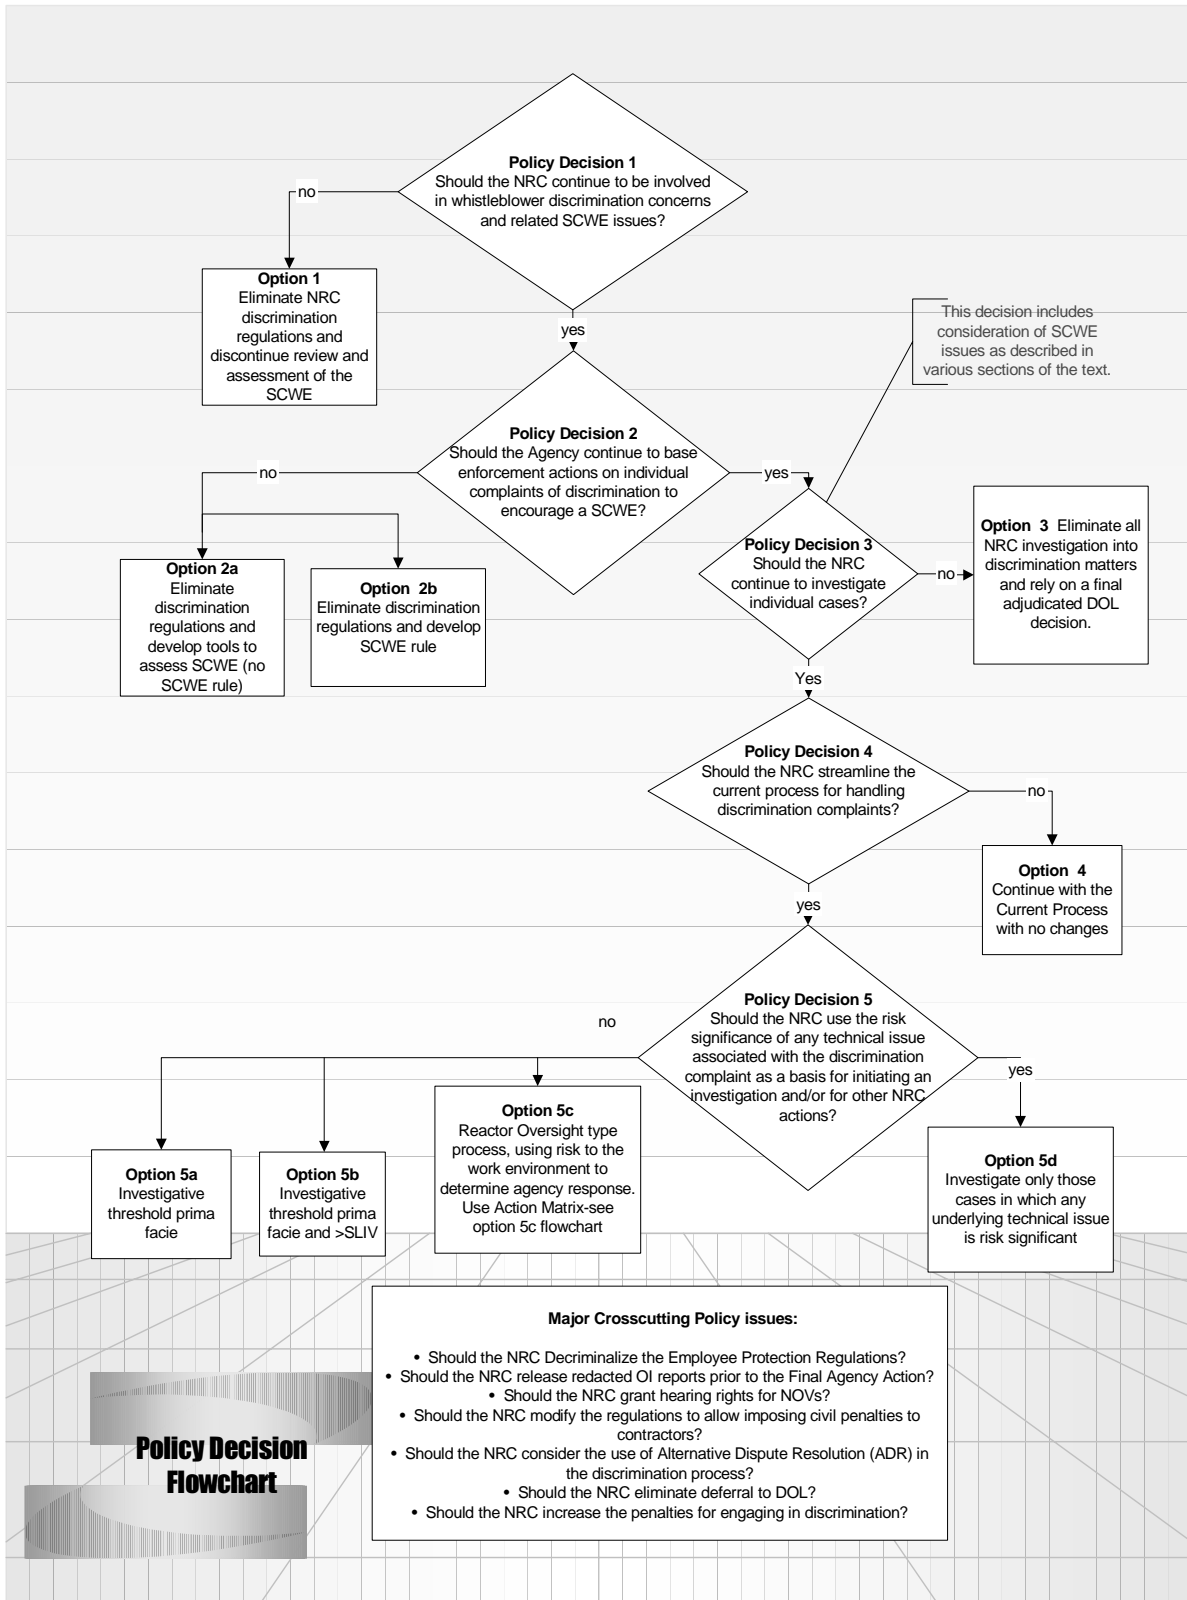 Policy Decision 1
Should the NRC continue to be involved
in whistleblower discrimination concerns
and related SCWE issues?
no
Option 1
Eliminate NRC
discrimination
regulations and
discontinue review and
assessment of the
SCWE
yes
This decision includes
consideration of SCWE
issues as described in
various sections of the text.
Policy Decision 2
Should the Agency continue to base
enforcement actions on individual
complaints of discrimination to
encourage a SCWE?
no
yes
Option 2a
Eliminate
discrimination
regulations and
develop tools to
assess SCWE (no
SCWE rule)
Option 2b
Eliminate discrimination
regulations and develop
SCWE rule
Policy Decision 3
Should the NRC
continue to investigate
individual cases?
no
Option 3 Eliminate all
NRC investigation into
discrimination matters
and rely on a final
adjudicated DOL
decision.
Yes
Policy Decision 4
Should the NRC streamline the
current process for handling
discrimination complaints?
no
Option 4
Continue with the
Current Process
with no changes
yes
Policy Decision 5
Should the NRC use the risk
significance of any technical issue
associated with the discrimination
complaint as a basis for initiating an
investigation and/or for other NRC
actions?
no
yes
Option 5a
Investigative
threshold prima
facie
Option 5b
Investigative
threshold prima
facie and >SLIV
Option 5c
Reactor Oversight type
process, using risk to the
work environment to
determine agency response.
Use Action Matrix-see
option 5c flowchart
Option 5d
Investigate only those
cases in which any
underlying technical issue
is risk significant
Major Crosscutting Policy issues:
• Should the NRC Decriminalize the Employee Protection Regulations?
• Should the NRC release redacted OI reports prior to the Final Agency Action?
• Should the NRC grant hearing rights for NOVs?
• Should the NRC modify the regulations to allow imposing civil penalties to
contractors?
• Should the NRC consider the use of Alternative Dispute Resolution (ADR) in
the discrimination process?
• Should the NRC eliminate deferral to DOL?
• Should the NRC increase the penalties for engaging in discrimination?
Policy Decision
Flowchart